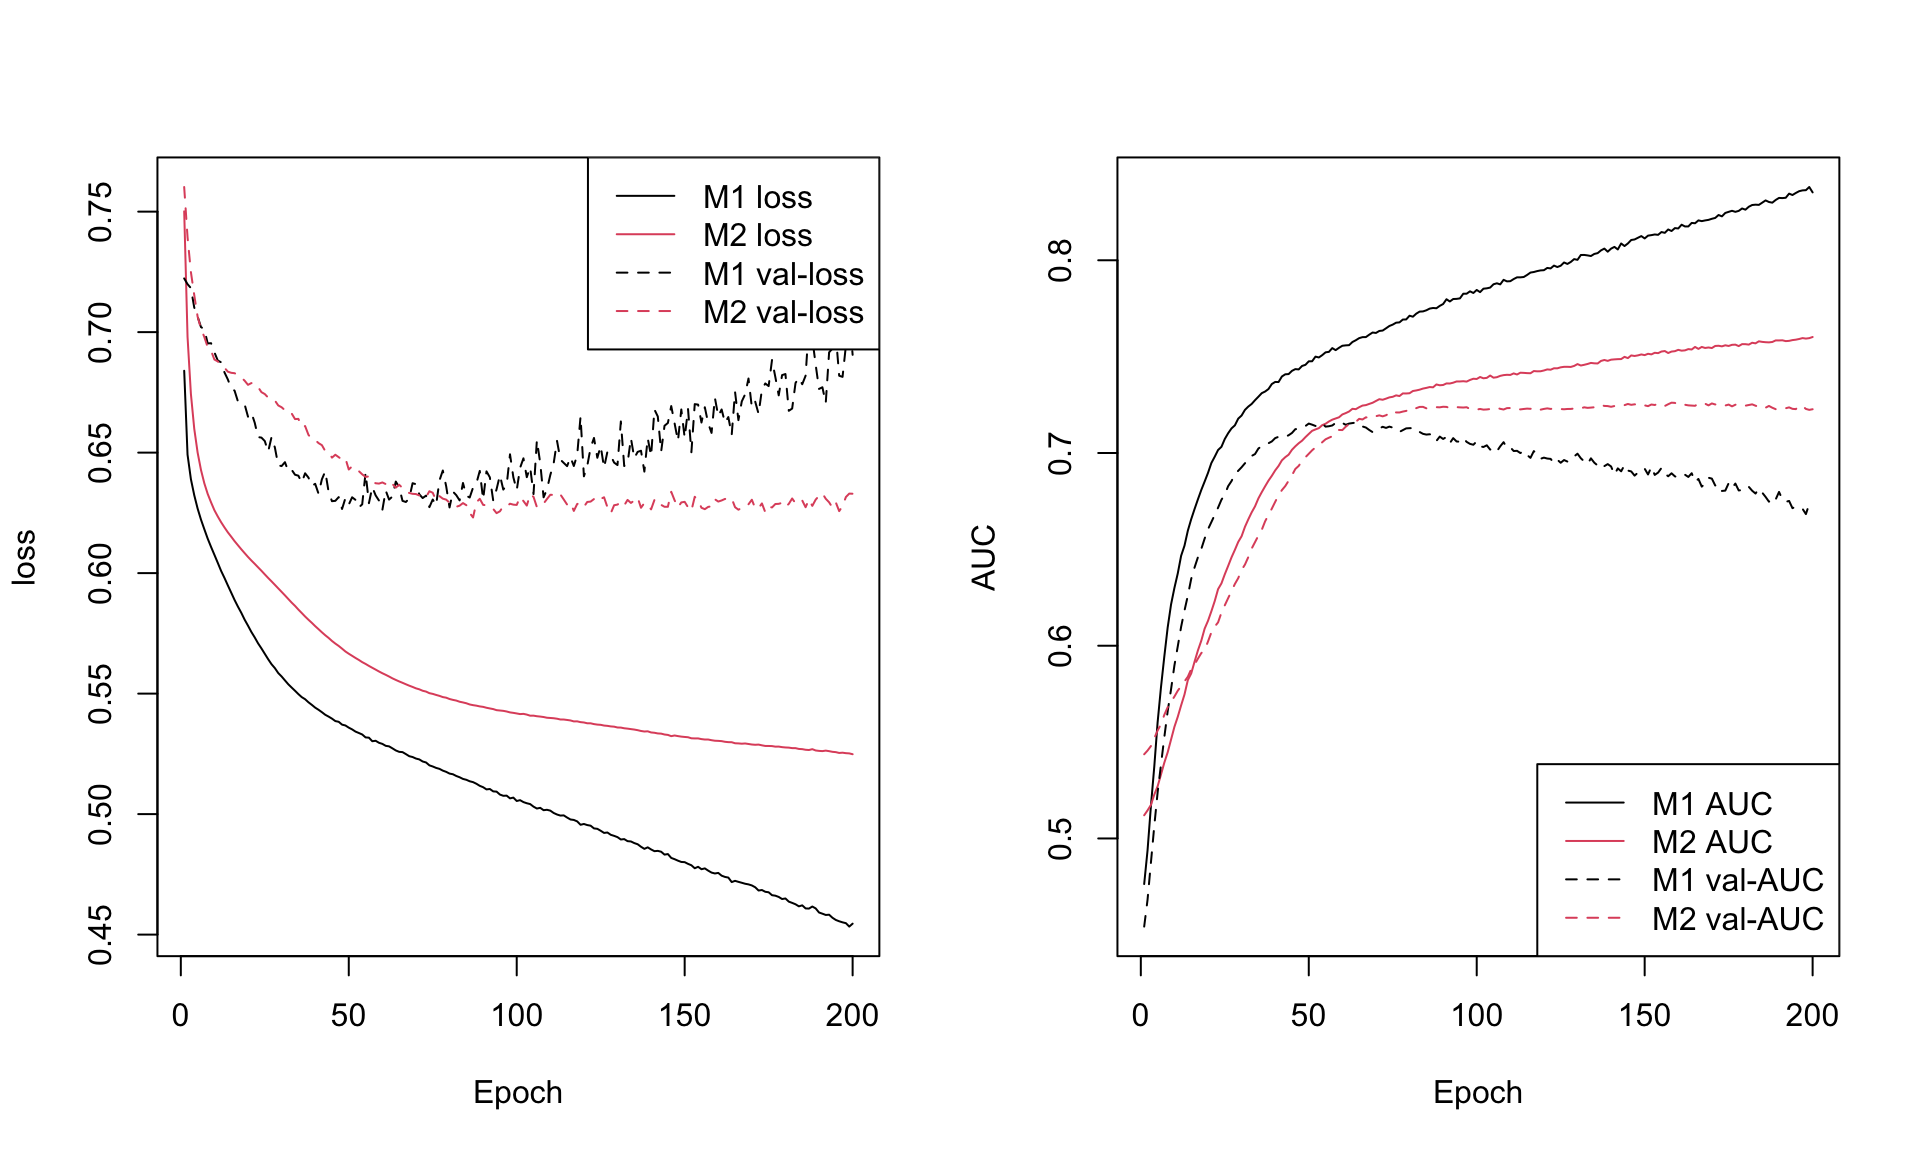 M1 loss
M2 loss
M1 val-loss
M2 val-loss
0.75
0.70
0.65
0.60
0.55
0.50
0.45
loss
0 50 100 150 200
Epoch
0.8
0.7
0.6
0.5
AUC
M1 AUC
M2 AUC
M1 val-AUC
M2 val-AUC
0 50 100 150 200
Epoch